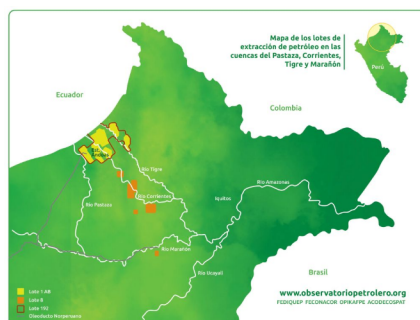 Mapa de los lotes de
extracción de petróleo en las
cuencas del Pastaza, Corrientes,
Tigre y Marañón
Perú
Ecuador
Colombia
Río Tigre
Río Corrientes
Río Pastaza
Iquitos
Río Amazonas
Río Marañón
Río Ucayali
Brasil
Lote 1 AB
Lote 8
Lote 192
Oleoducto Norperuano
www.observatoriopetrolero.org
FEDIQUEP FECONACOR OPIKAFPE ACODECOSPAT